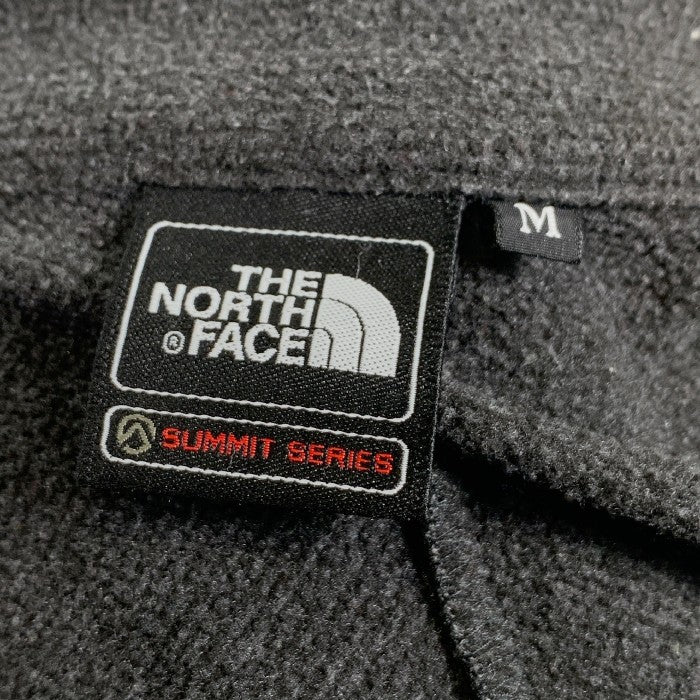 THE
NORTH
® FACE
SUMMIT SERIES
M